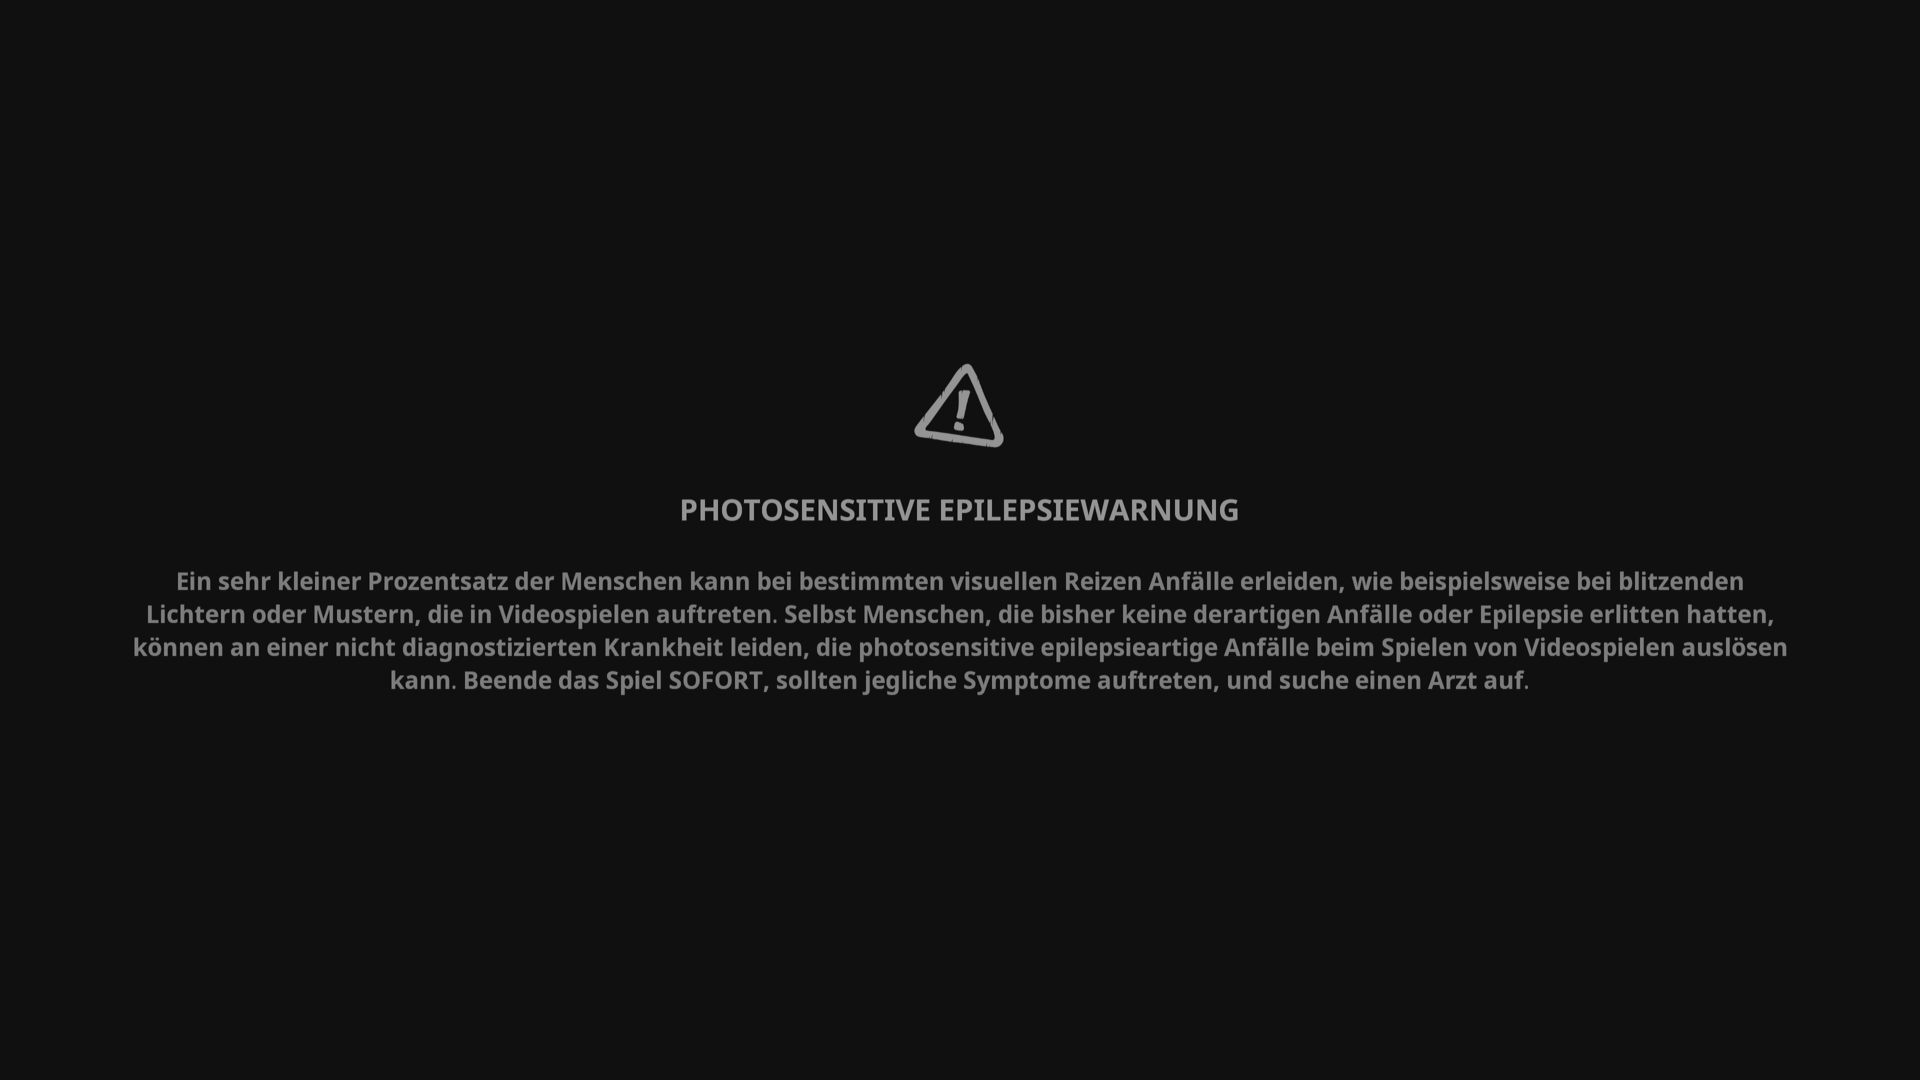 PHOTOSENSITIVE EPILEPSIEWARNUNG
Ein sehr kleiner Prozentsatz der Menschen kann bei bestimmten visuellen Reizen Anfälle erleiden, wie beispielsweise bei blitzenden
Lichtern oder Mustern, die in Videospielen auftreten. Selbst Menschen, die bisher keine derartigen Anfälle oder Epilepsie erlitten hatten,
können an einer nicht diagnostizierten Krankheit leiden, die photosensitive epilepsieartige Anfälle beim Spielen von Videospielen auslösen
kann. Beende das Spiel SOFORT, sollten jegliche Symptome auftreten, und suche einen Arzt auf.